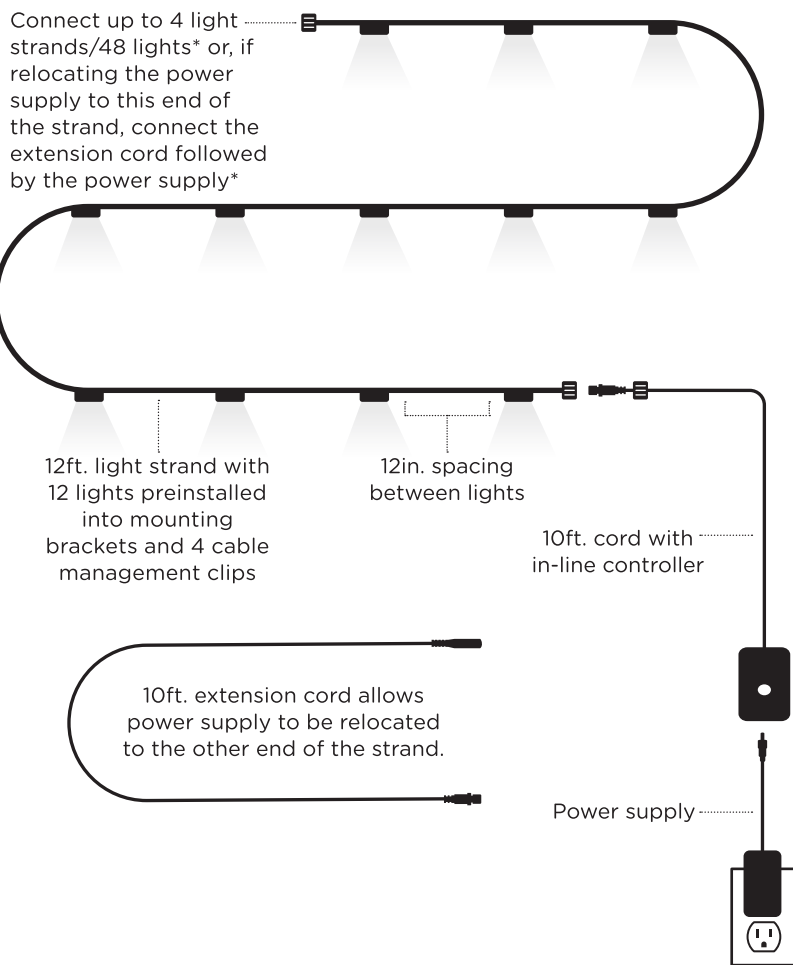 Connect up to 4 light
strands/48 lights* or, if
relocating the power
supply to this end of
the strand, connect the
extension cord followed
by the power supply*
12ft. light strand with
12 lights preinstalled
into mounting
brackets and 4 cable
management clips
12in. spacing
between lights
10ft. cord with
in-line controller
10ft. extension cord allows
power supply to be relocated
to the other end of the strand.
Power supply